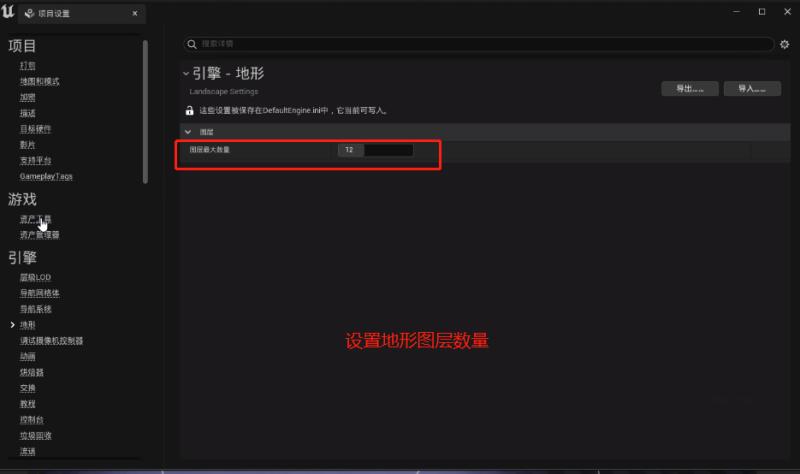 项目设置
项目
打包
地图和模式
加密
描述
目标硬件
影片
支持平台
GameplayTags
游戏
资产工具
资产管理器
引擎
层级LOD
导航网格体
导航系统
地形
调试摄像机控制器
动画
烘焙器
交换
教程
控制台
垃圾回收
流送
搜索详情
引擎 - 地形
Landscape Settings
导出......
导入......
这些设置被保存在DefaultEngine.ini中，它当前可写入。
图层
图层最大数量
12
设置地形图层数量